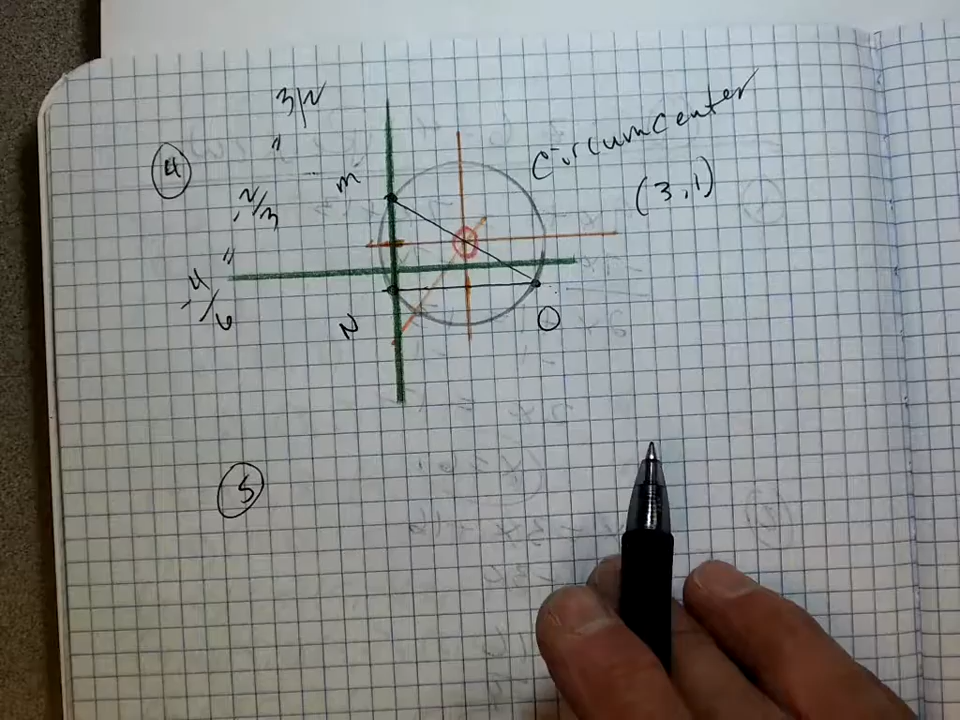 3/2
④
m
Circumcenter
(3,1)
-2/3
-4/6
N
O
⑤